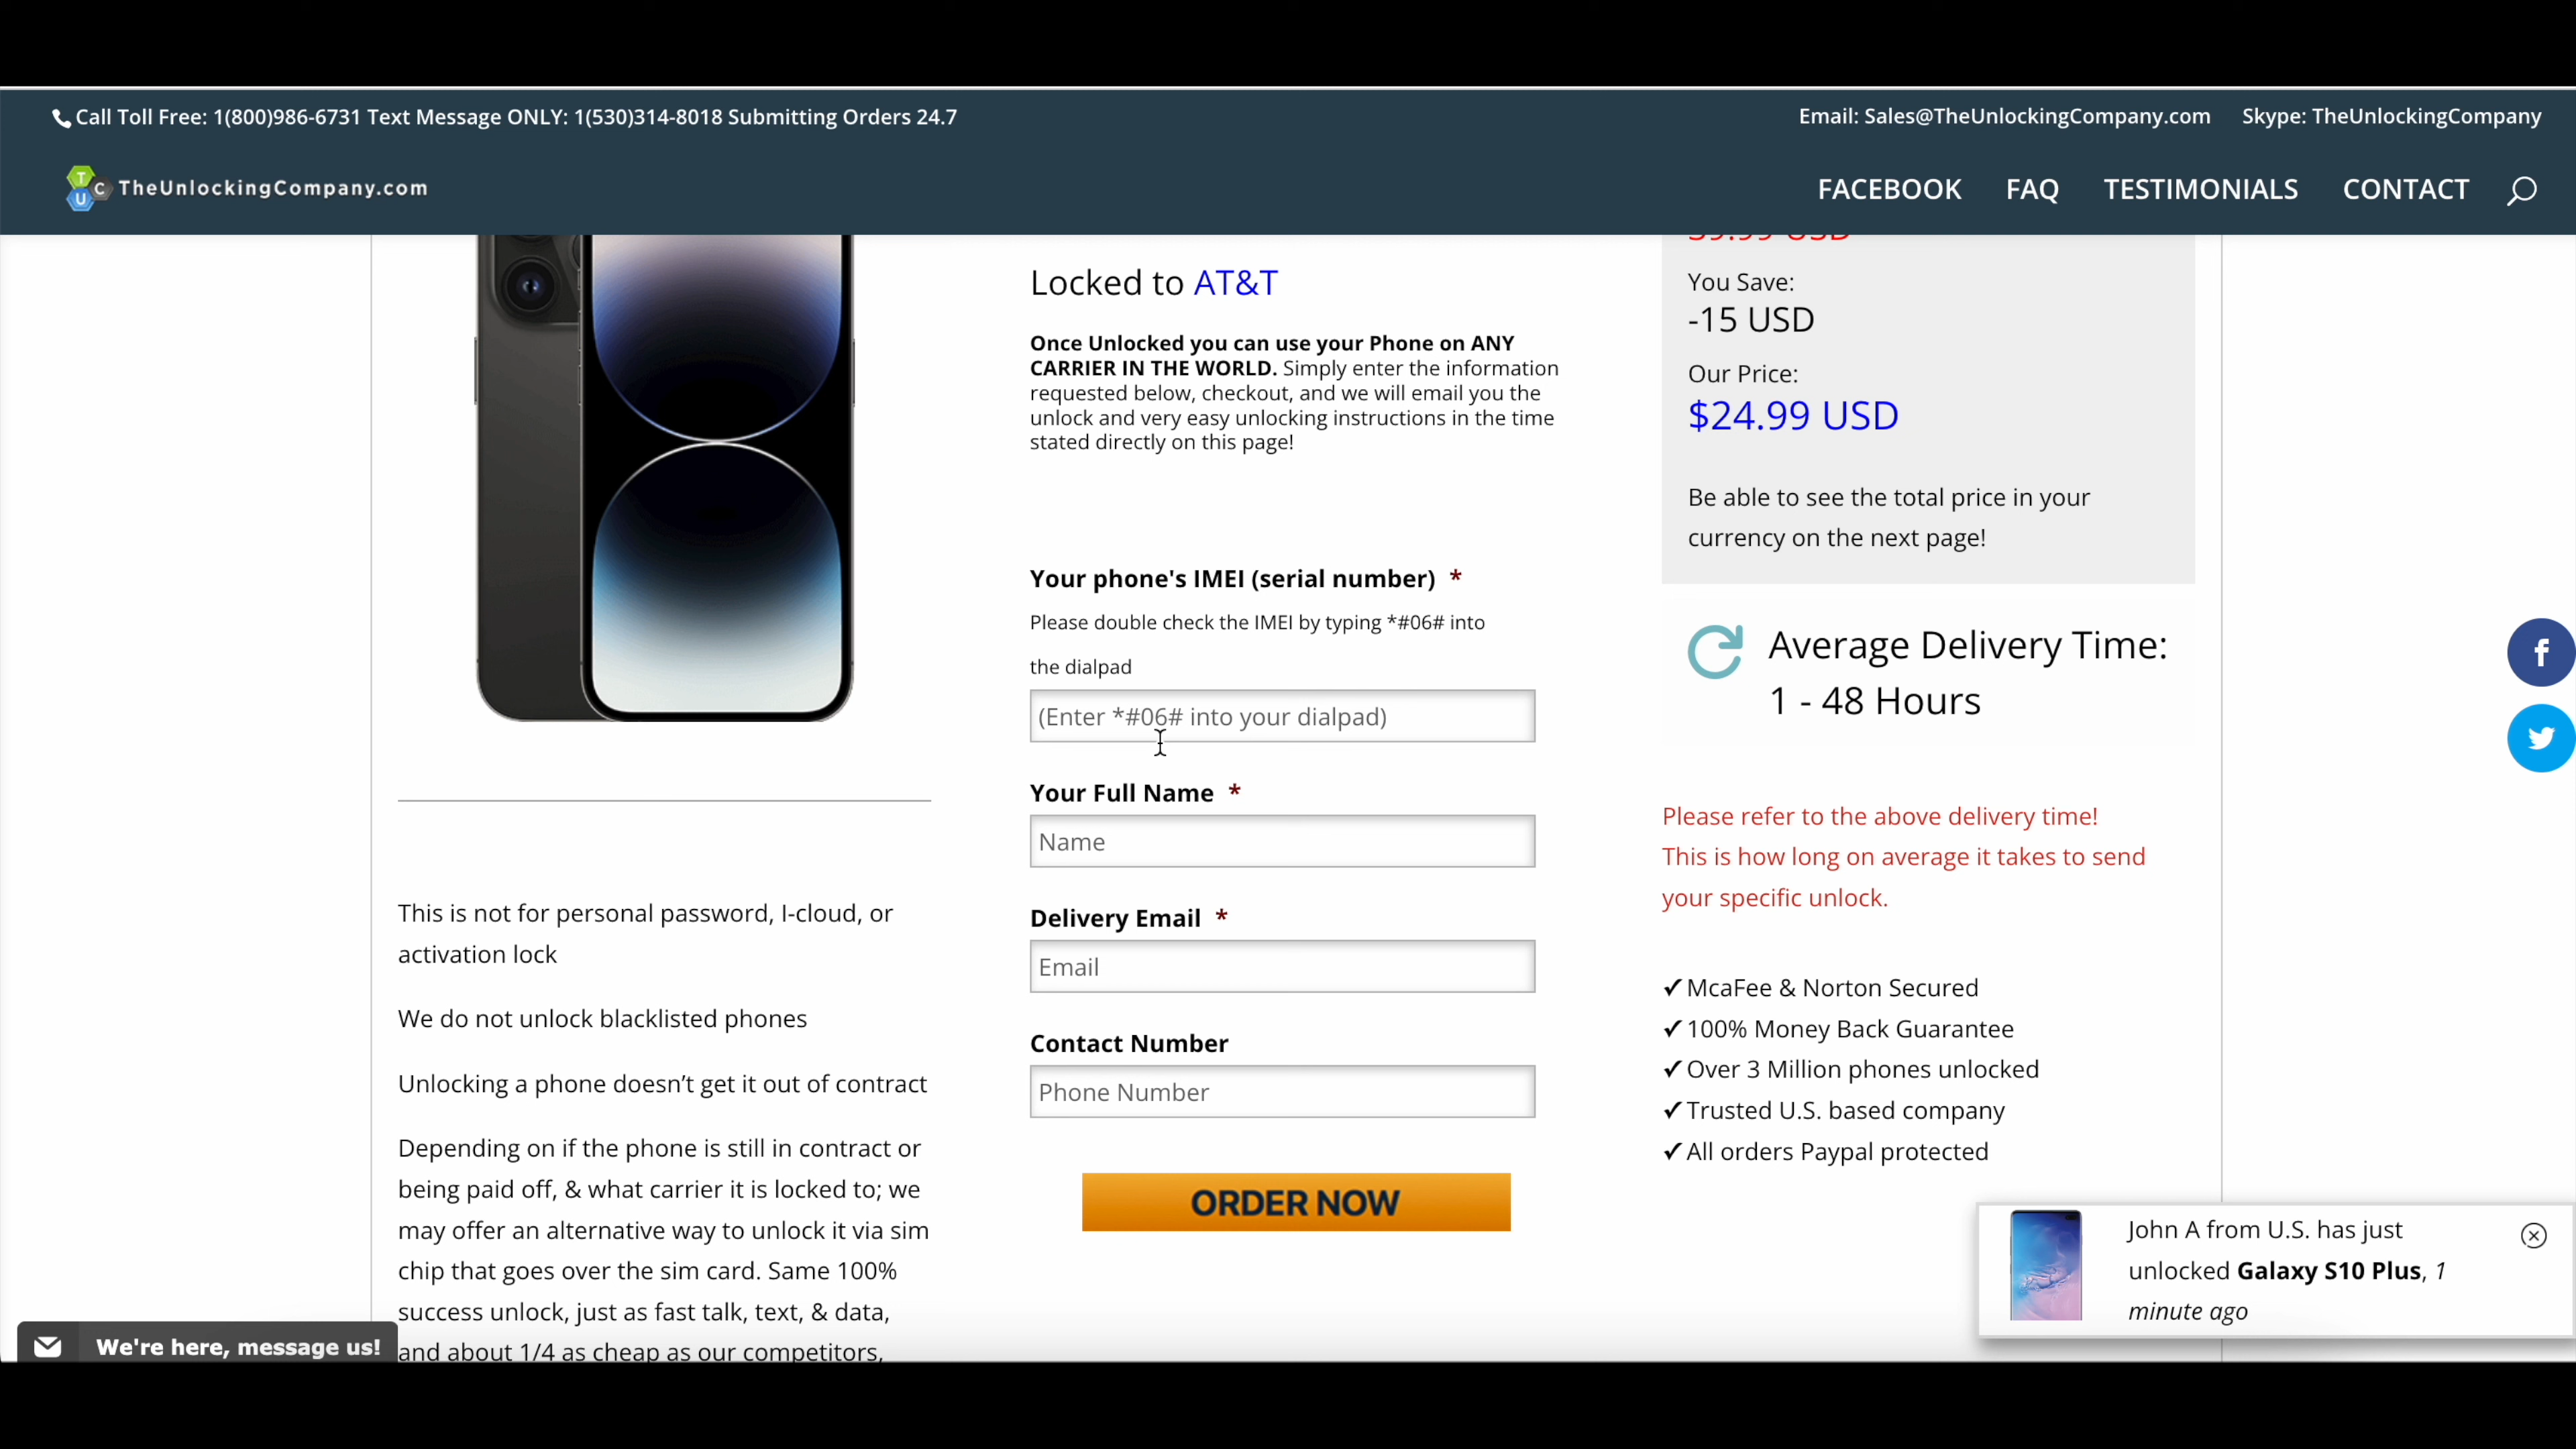 Call Toll Free: 1(800)986-6731 Text Message ONLY: 1(530)314-8018 Submitting Orders 24.7
Email: Sales@TheUnlockingCompany.com
Skype: TheUnlockingCompany
T U C TheUnlockingCompany.com
FACEBOOK
FAQ
TESTIMONIALS
CONTACT
This is not for personal password, I-cloud, or
activation lock
We do not unlock blacklisted phones
Unlocking a phone doesn't get it out of contract
Depending on if the phone is still in contract or
being paid off, & what carrier it is locked to; we
may offer an alternative way to unlock it via sim
chip that goes over the sim card. Same 100%
success unlock, just as fast talk, text, & data,
and about 1/4 as cheap as our competitors,
We're here, message us!
Locked to AT&T
Once Unlocked you can use your Phone on ANY
CARRIER IN THE WORLD. Simply enter the information
requested below, checkout, and we will email you the
unlock and very easy unlocking instructions in the time
stated directly on this page!
Your phone's IMEI (serial number) *
Please double check the IMEI by typing *#06# into
the dialpad
(Enter *#06# into your dialpad)
Your Full Name *
Name
Delivery Email *
Email
Contact Number
Phone Number
ORDER NOW
You Save:
-15 USD
Our Price:
$24.99 USD
Be able to see the total price in your
currency on the next page!
Average Delivery Time:
1 - 48 Hours
Please refer to the above delivery time!
This is how long on average it takes to send
your specific unlock.
✓ McaFee & Norton Secured
✓ 100% Money Back Guarantee
✓ Over 3 Million phones unlocked
✓ Trusted U.S. based company
✓ All orders Paypal protected
John A from U.S. has just
unlocked Galaxy S10 Plus, 1
minute ago